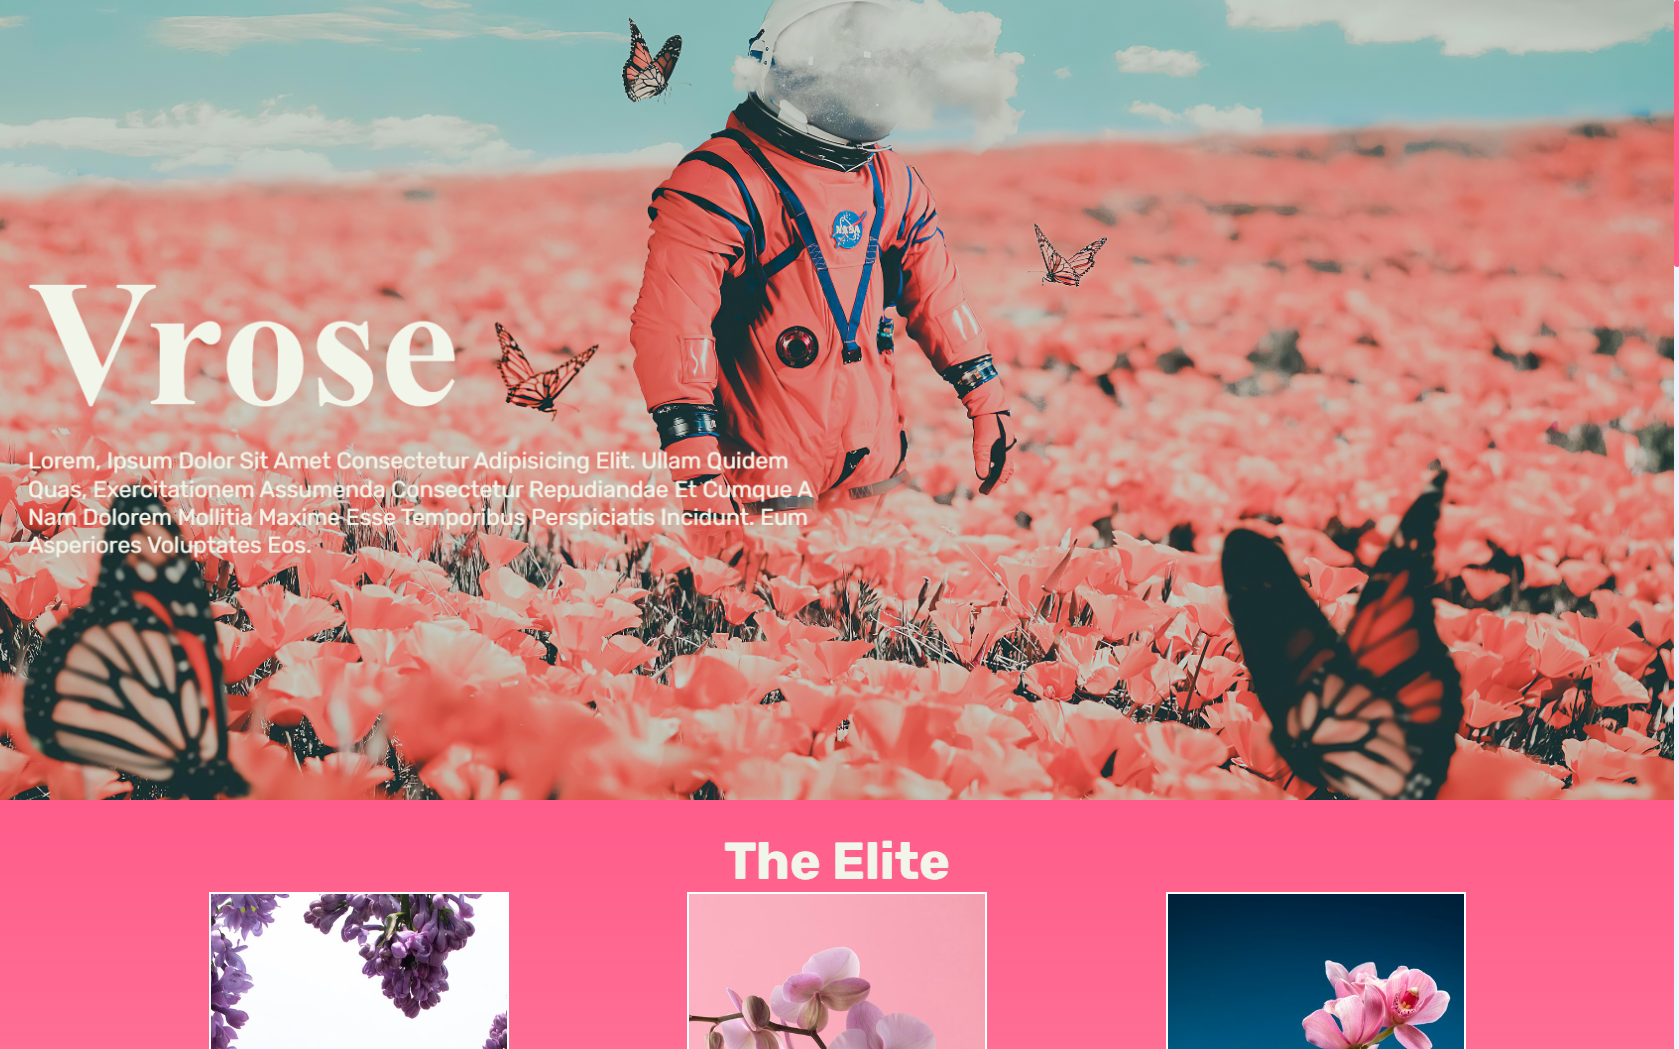 NASA
Vrose
Lorem, Ipsum Dolor Sit Amet Consectetur Adipisicing Elit. Ullam Quidem
Quas, Exercitationem Assumenda Consectetur Repudiandae Et Cumque A
Nam Dolorem Mollitia Maxime Esse Temporibus Perspiciatis Incidunt. Eum
Asperiores Voluptates Eos.
The Elite